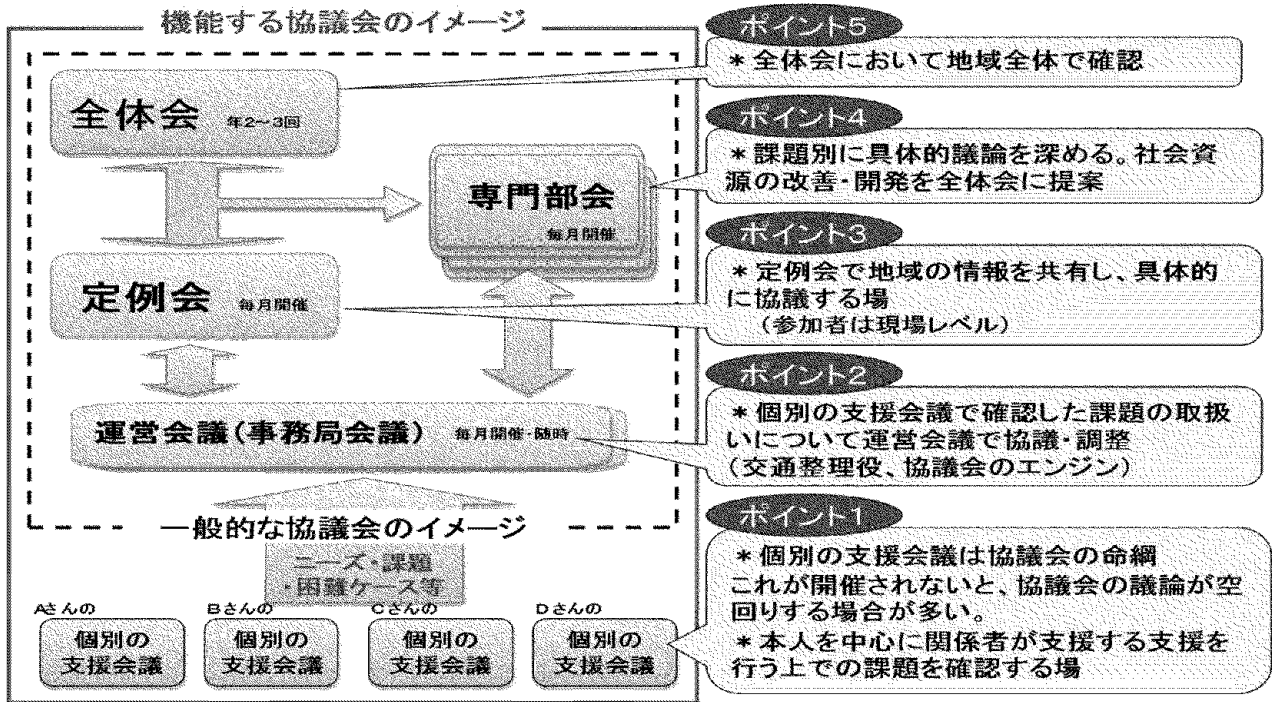 機能する協議会のイメージ
全体会 年2～3回
専門部会
毎月開催
定例会 毎月開催
運営会議(事務局会議) 毎月開催・随時
一般的な協議会のイメージ
ニーズ・課題
・困難ケース等
Aさんの
個別の
支援会議
Bさんの
個別の
支援会議
Cさんの
個別の
支援会議
Dさんの
個別の
支援会議
ポイント5
＊全体会において地域全体で確認
ポイント4
＊課題別に具体的議論を深める。社会資
源の改善・開発を全体会に提案
ポイント3
＊定例会で地域の情報を共有し、具体的
に協議する場
（参加者は現場レベル）
ポイント2
＊個別の支援会議で確認した課題の取扱
いについて運営会議で協議・調整
（交通整理役、協議会のエンジン）
ポイント1
＊個別の支援会議は協議会の命綱
これが開催されないと、協議会の議論が空
回りする場合が多い。
＊本人を中心に関係者が支援する支援を
行う上での課題を確認する場